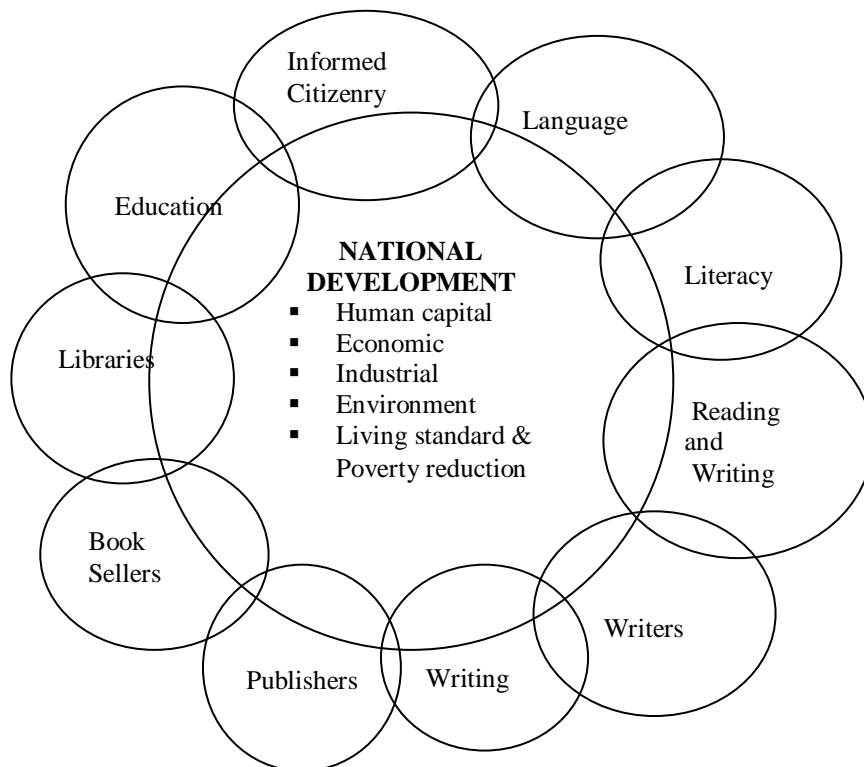 Informed
Citizenry
Language
Education
NATIONAL
DEVELOPMENT
▪ Human capital
▪ Economic
▪ Industrial
▪ Environment
▪ Living standard &
Poverty reduction
Literacy
Libraries
Reading
and
Writing
Book
Sellers
Writers
Publishers
Writing